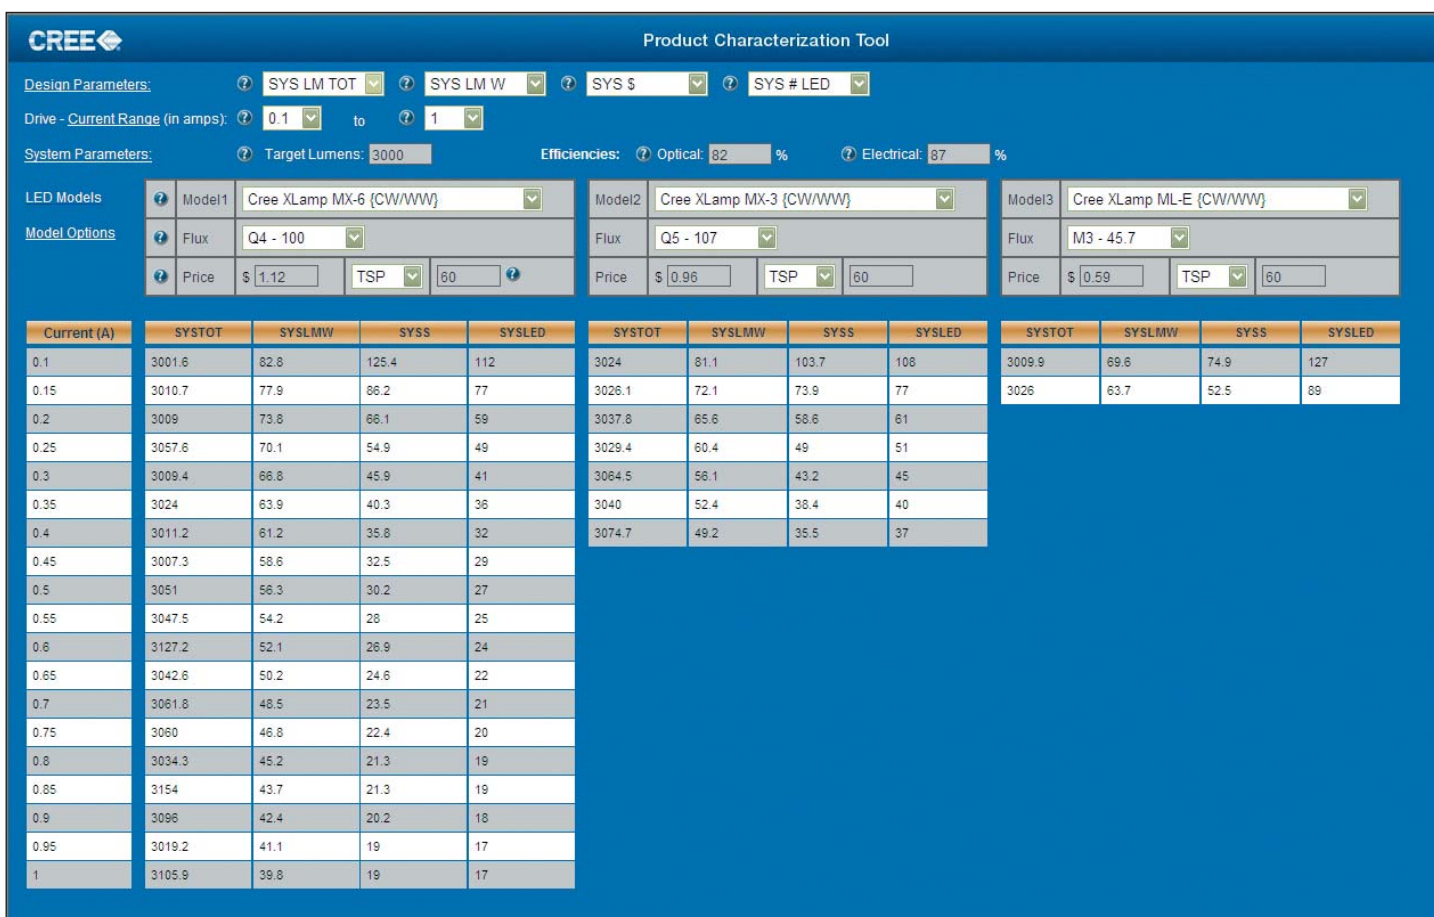 CREE Product Characterization Tool
Design Parameters: ? SYS LM TOT ? SYS LM W ? SYS $ ? SYS # LED
Drive - Current Range (in amps): ? 0.1 to ? 1
System Parameters: ? Target Lumens: 3000 Efficiencies: ? Optical: 82 % ? Electrical: 87 %
LED Models ? Model1 Cree XLamp MX-6 {CW/WW} Model2 Cree XLamp MX-3 {CW/WW} Model3 Cree XLamp ML-E {CW/WW}
Model Options ? Flux Q4 - 100 Flux Q5 - 107 Flux M3 - 45.7
? Price $ 1.12 TSP 60 ? Price $ 0.96 TSP 60 Price $ 0.59 TSP 60
Current (A) SYSTOT SYSLMW SYSS SYSLED SYSTOT SYSLMW SYSS SYSLED SYSTOT SYSLMW SYSS SYSLED
0.1 3001.6 82.8 125.4 112 3024 81.1 103.7 108 3009.9 69.6 74.9 127
0.15 3010.7 77.9 86.2 77 3026.1 72.1 73.9 77 3026 63.7 52.5 89
0.2 3009 73.8 66.1 59 3037.8 65.6 58.6 61
0.25 3057.6 70.1 54.9 49 3029.4 60.4 49 51
0.3 3009.4 66.8 45.9 41 3064.5 56.1 43.2 45
0.35 3024 63.9 40.3 36 3040 52.4 38.4 40
0.4 3011.2 61.2 35.8 32 3074.7 49.2 35.5 37
0.45 3007.3 58.6 32.5 29
0.5 3051 56.3 30.2 27
0.55 3047.5 54.2 28 25
0.6 3127.2 52.1 26.9 24
0.65 3042.6 50.2 24.6 22
0.7 3061.8 48.5 23.5 21
0.75 3060 46.8 22.4 20
0.8 3034.3 45.2 21.3 19
0.85 3154 43.7 21.3 19
0.9 3096 42.4 20.2 18
0.95 3019.2 41.1 19 17
1 3105.9 39.8 19 17